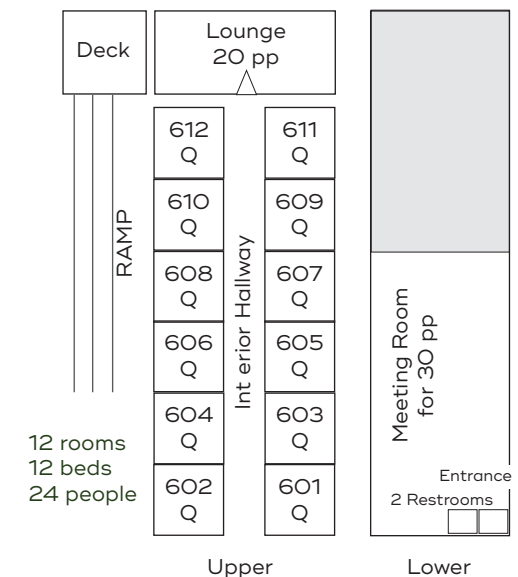 Deck
Lounge
20 pp
612
Q
611
Q
610
Q
609
Q
608
Q
607
Q
606
Q
605
Q
604
Q
603
Q
602
Q
601
Q
RAMP
Int erior Hallway
Meeting Room
for 30 pp
12 rooms
12 beds
24 people
Entrance
2 Restrooms
Upper
Lower